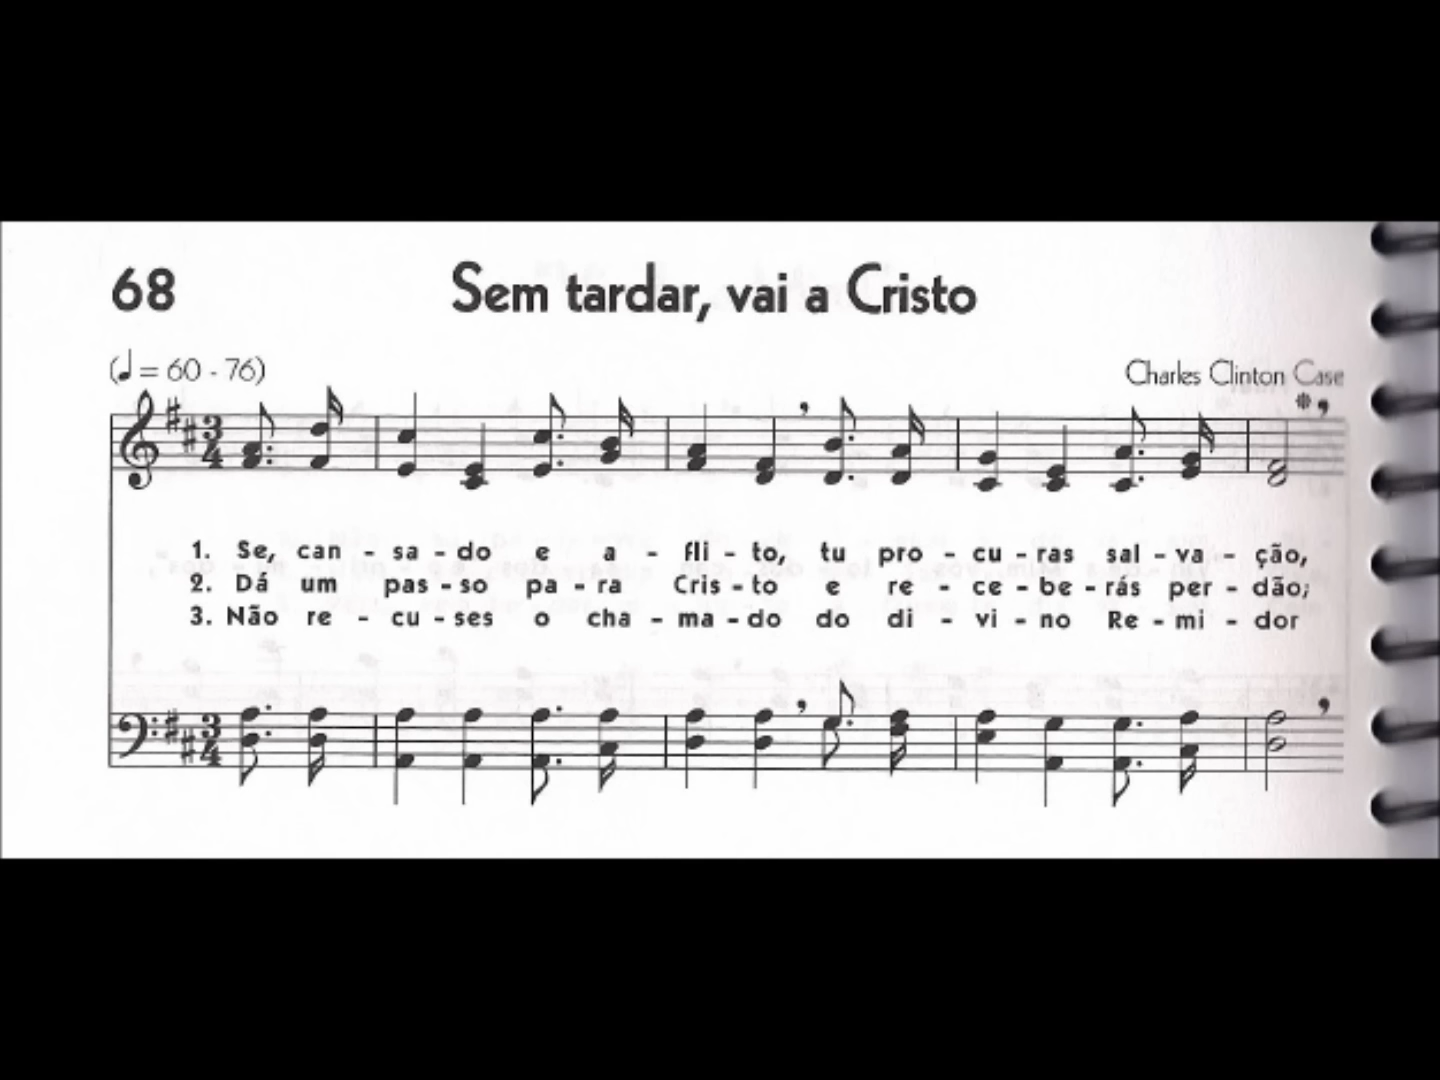 68 Sem tardar, vai a Cristo
(♩ = 60 - 76) Charles Clinton Case
1. Se, can - sa - do e a - fli - to, tu pro - cu - ras sal - va - ção,
2. Dá um pas - so pa - ra Cris - to e re - ce - be - rás per - dão;
3. Não re - cu - ses o cha - ma - do do di - vi - no Re - mi - dor